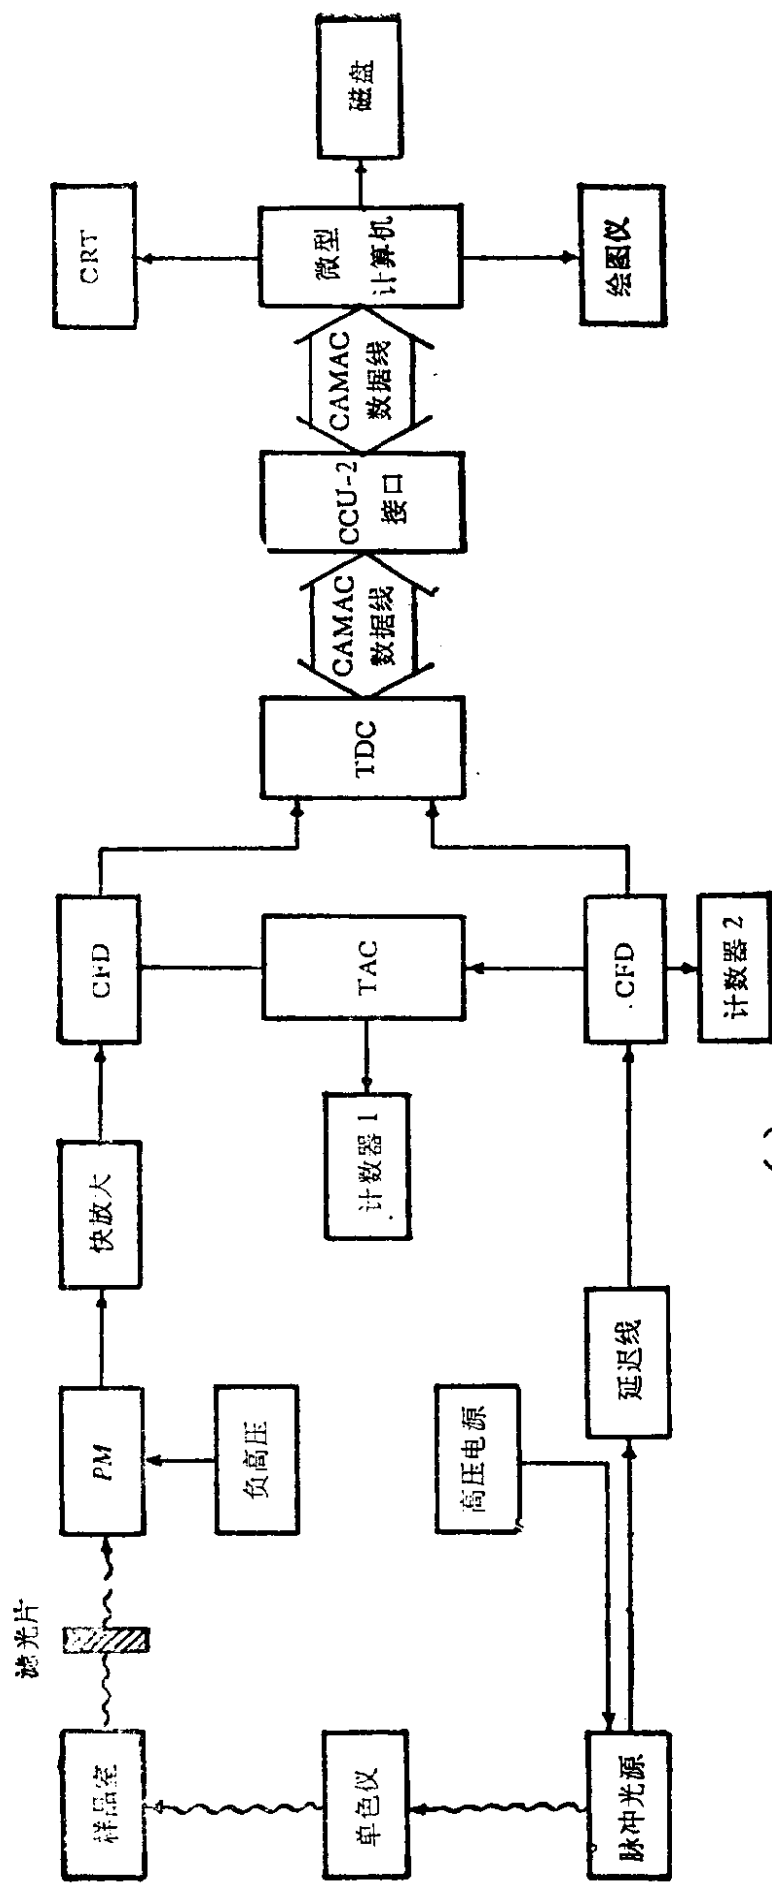 滤光片
样品室
PM
快放大
CFD
负高压
单色仪
高压电源
脉冲光源
延迟线
计数器 1
TAC
CFD
计数器 2
TDC
CAMAC
数据线
CCU-2
接口
CAMAC
数据线
微型
计算机
CRT
磁盘
绘图仪